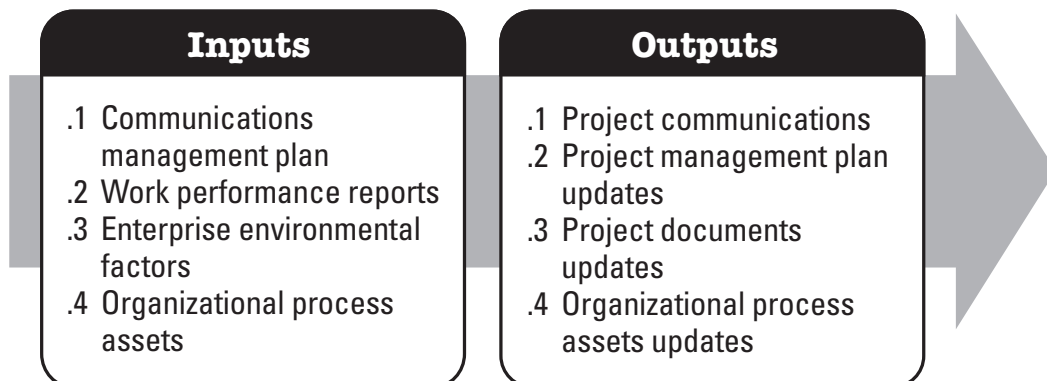 Inputs
.1 Communications
management plan
.2 Work performance reports
.3 Enterprise environmental
factors
.4 Organizational process
assets
Outputs
.1 Project communications
.2 Project management plan
updates
.3 Project documents
updates
.4 Organizational process
assets updates